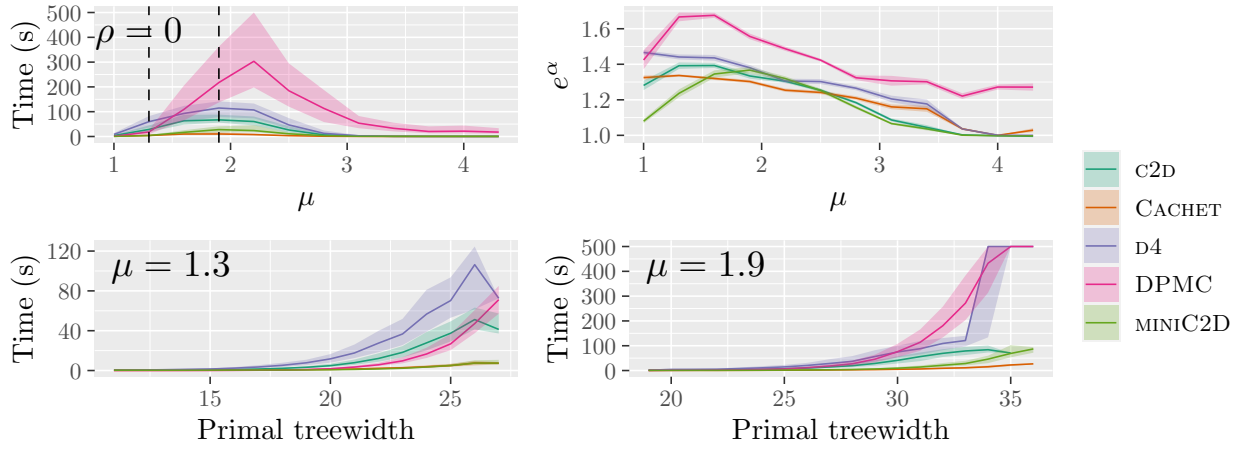 Time (s)
500
400
300
200
100
0
ρ = 0
1
2
3
4
μ
e^α
1.6
1.4
1.2
1.0
1
2
3
4
μ
Time (s)
120
80
40
0
μ = 1.3
15
20
25
Primal treewidth
Time (s)
500
400
300
200
100
0
μ = 1.9
20
25
30
35
Primal treewidth
C2D
CACHET
D4
DPMC
MINIC2D